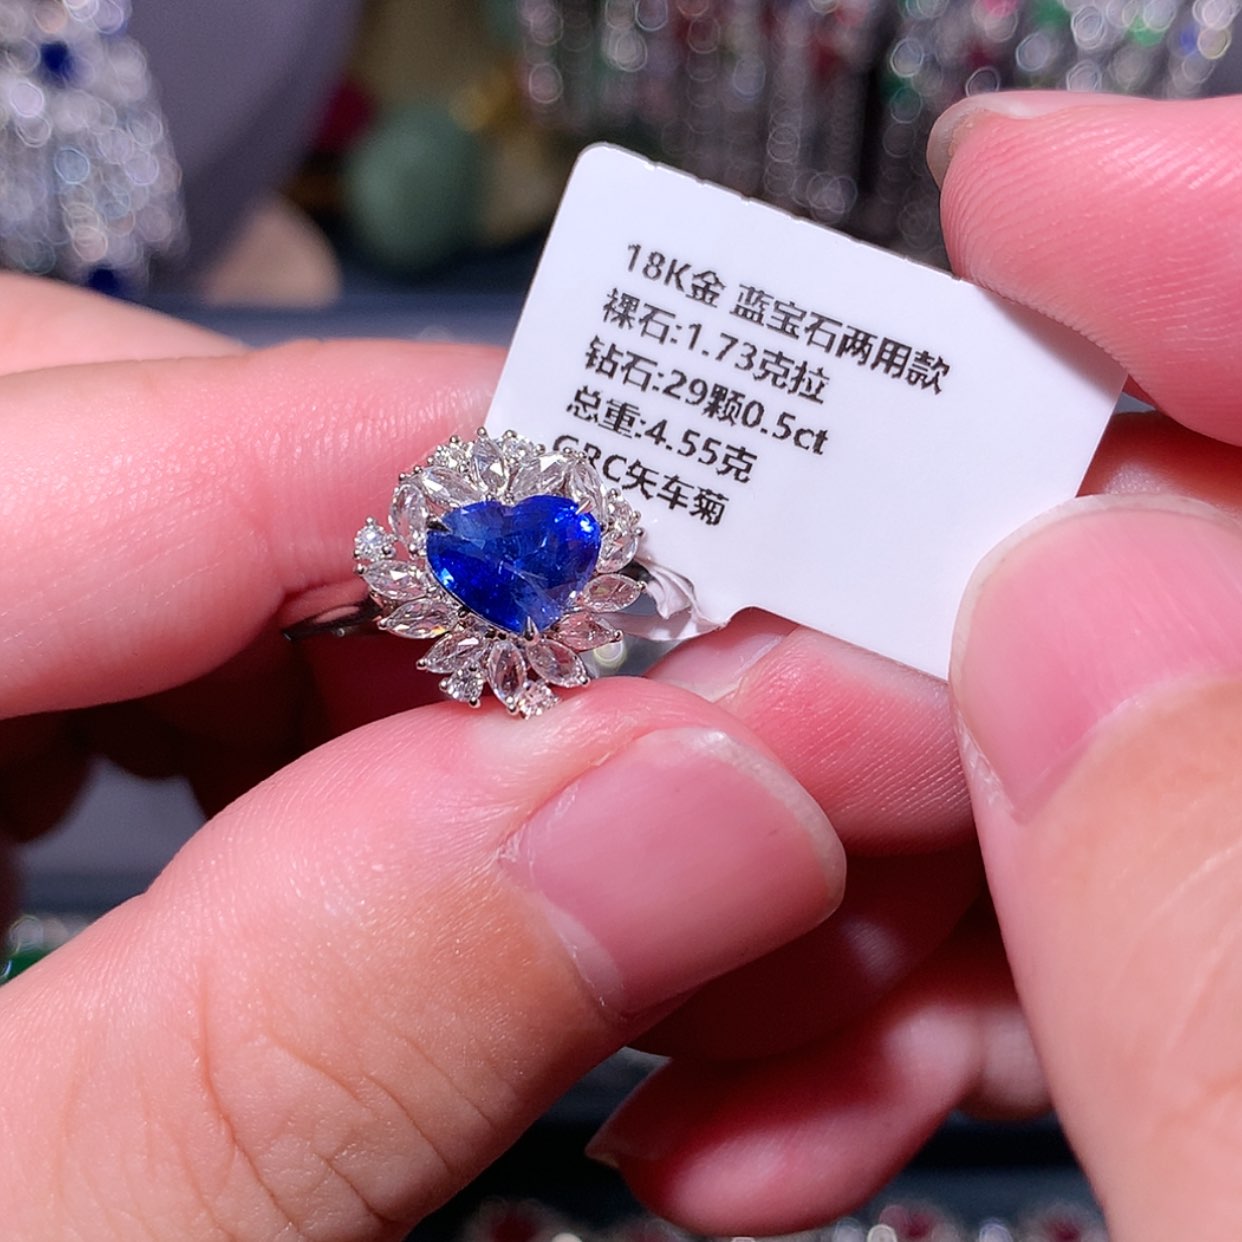 18K金 蓝宝石两用款
裸石:1.73克拉
钻石:29颗0.5ct
总重:4.55克
GRC矢车菊